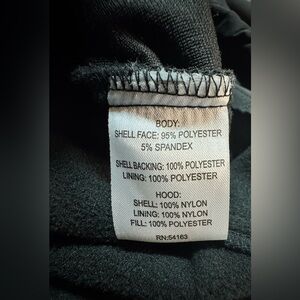 BODY:
SHELL FACE: 95% POLYESTER
5% SPANDEX
SHELL BACKING: 100% POLYESTER
LINING: 100% POLYESTER
HOOD:
SHELL: 100% NYLON
LINING: 100% NYLON
FILL: 100% POLYESTER
RN:54163